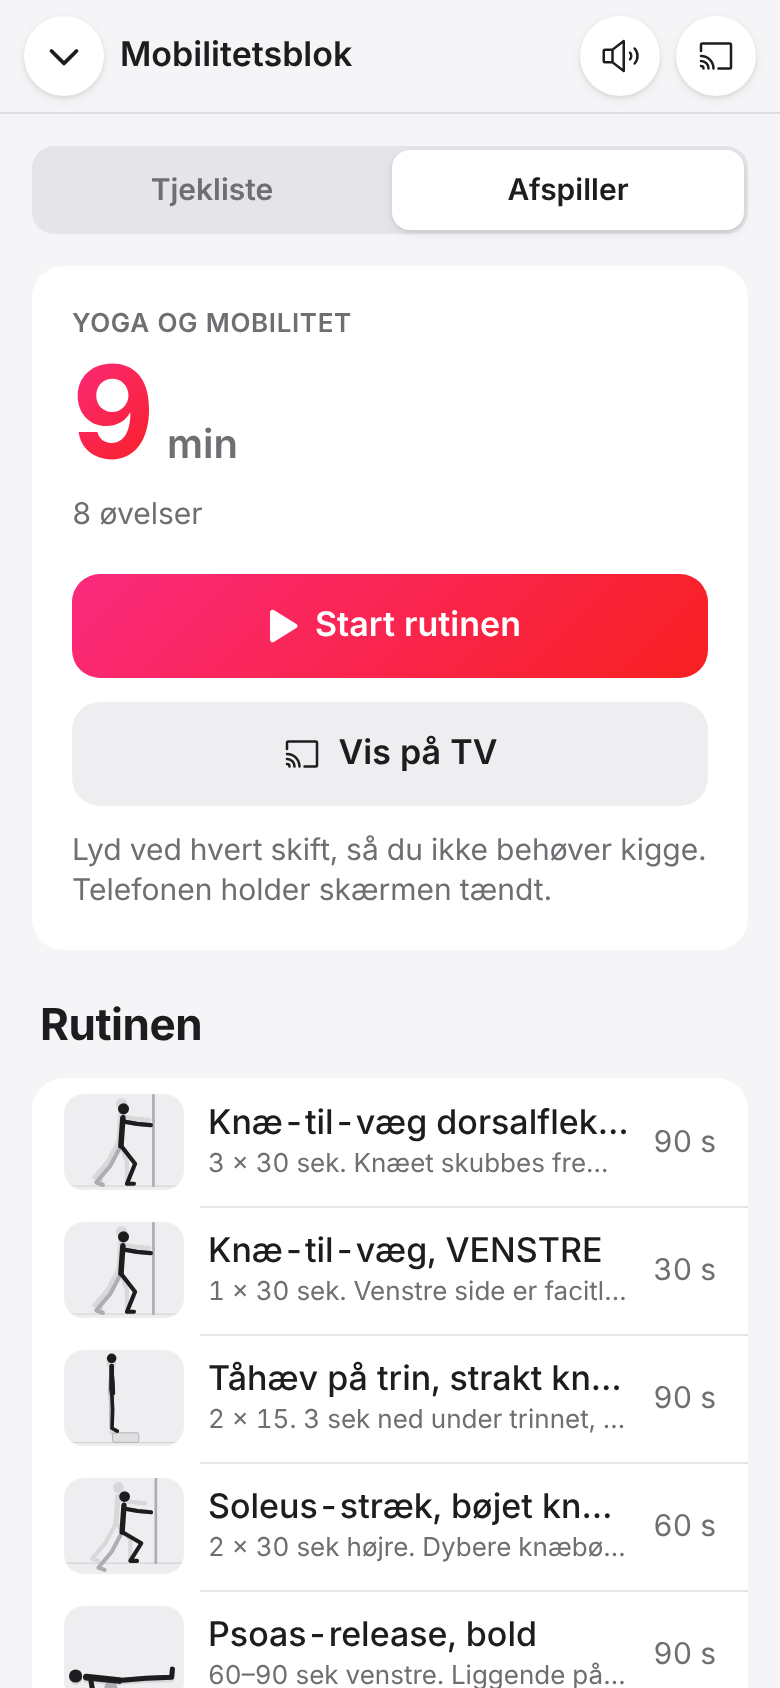 Mobilitetsblok
Tjekliste
Afspiller
YOGA OG MOBILITET
9 min
8 øvelser
Start rutinen
Vis på TV
Lyd ved hvert skift, så du ikke behøver kigge.
Telefonen holder skærmen tændt.
Rutinen
Knæ-til-væg dorsalflek...
90 s
3 × 30 sek. Knæet skubbes fre...
Knæ-til-væg, VENSTRE
30 s
1 × 30 sek. Venstre side er facitl...
Tåhæv på trin, strakt kn...
90 s
2 × 15. 3 sek ned under trinnet, ...
Soleus-stræk, bøjet kn...
60 s
2 × 30 sek højre. Dybere knæbø...
Psoas-release, bold
90 s
60–90 sek venstre. Liggende på...